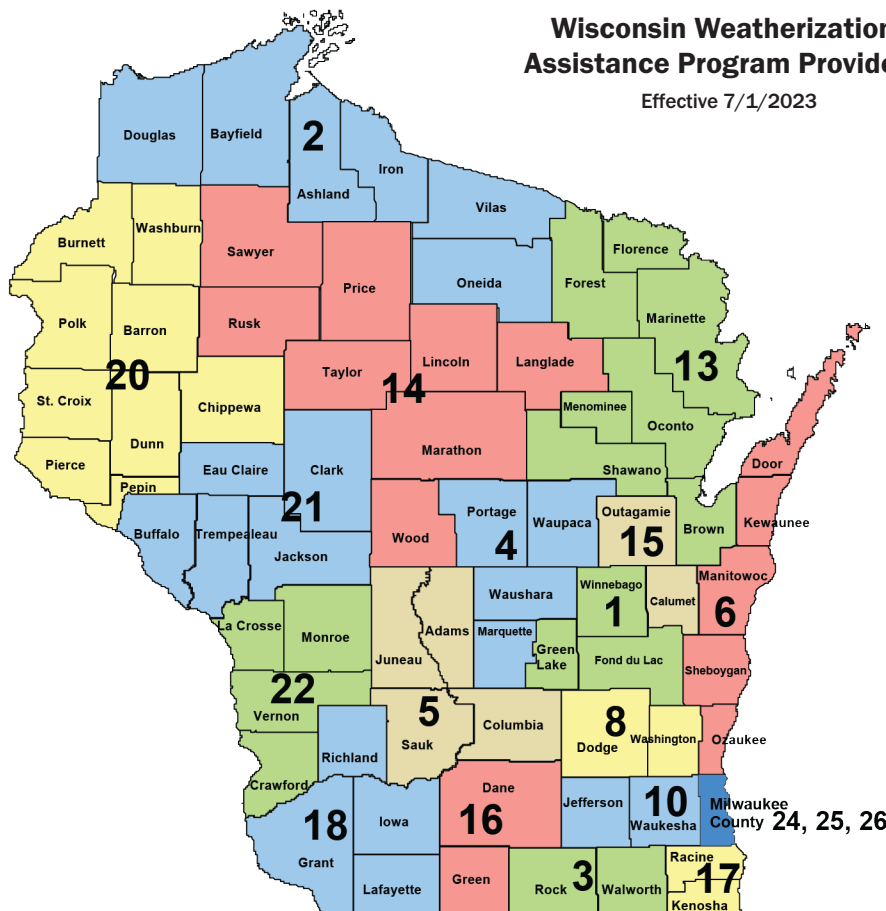 Wisconsin Weatherization
Assistance Program Provide
Effective 7/1/2023
Douglas
Bayfield
2
Ashland
Iron
Vilas
Burnett
Washburn
Sawyer
Price
Oneida
Forest
Florence
Marinette
Polk
Barron
Rusk
Taylor
Lincoln
Langlade
13
20
14
St. Croix
Chippewa
Menominee
Oconto
Dunn
Marathon
Pierce
Eau Claire
Clark
Shawano
Door
Pepin
21
Buffalo
Trempealeau
Jackson
Wood
Portage
4
Waupaca
Outagamie
15
Brown
Kewaunee
La Crosse
Monroe
Juneau
Adams
Waushara
Marquette
Winnebago
1
Calumet
Manitowoc
6
Green
Lake
Fond du Lac
Sheboygan
22
Vernon
5
Sauk
Columbia
8
Dodge
Washington
Ozaukee
Richland
Crawford
Dane
16
Jefferson
10
Waukesha
Milwaukee
County 24, 25, 26
18
Grant
Iowa
Lafayette
Green
Rock
3
Walworth
Racine
17
Kenosha